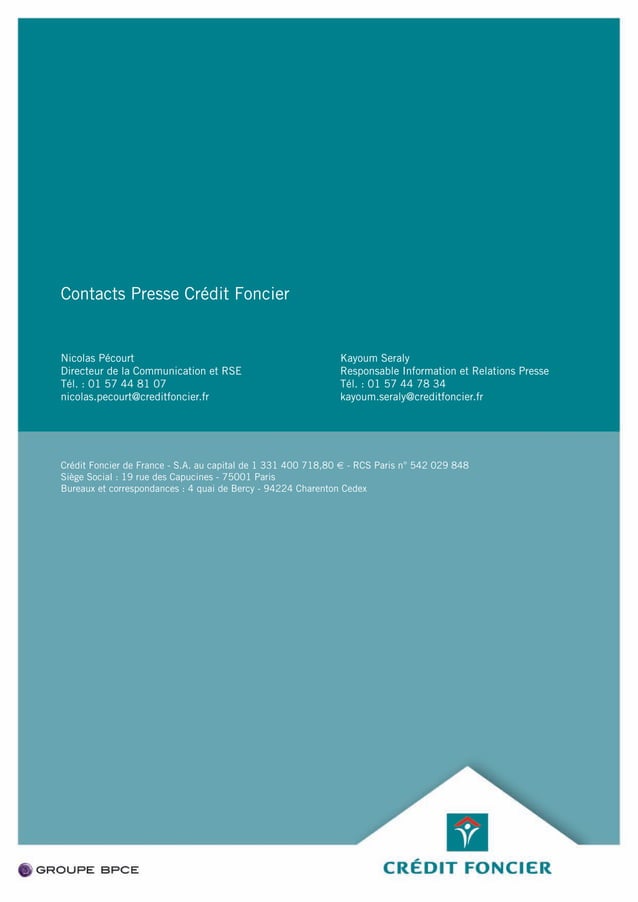 Contacts Presse Crédit Foncier
Nicolas Pécourt
Directeur de la Communication et RSE
Tél. : 01 57 44 81 07
nicolas.pecourt@creditfoncier.fr
Kayoum Seraly
Responsable Information et Relations Presse
Tél. : 01 57 44 78 34
kayoum.seraly@creditfoncier.fr
Crédit Foncier de France - S.A. au capital de 1 331 400 718,80 € - RCS Paris n° 542 029 848
Siège Social : 19 rue des Capucines - 75001 Paris
Bureaux et correspondances : 4 quai de Bercy - 94224 Charenton Cedex
GROUPE BPCE
CRÉDIT FONCIER